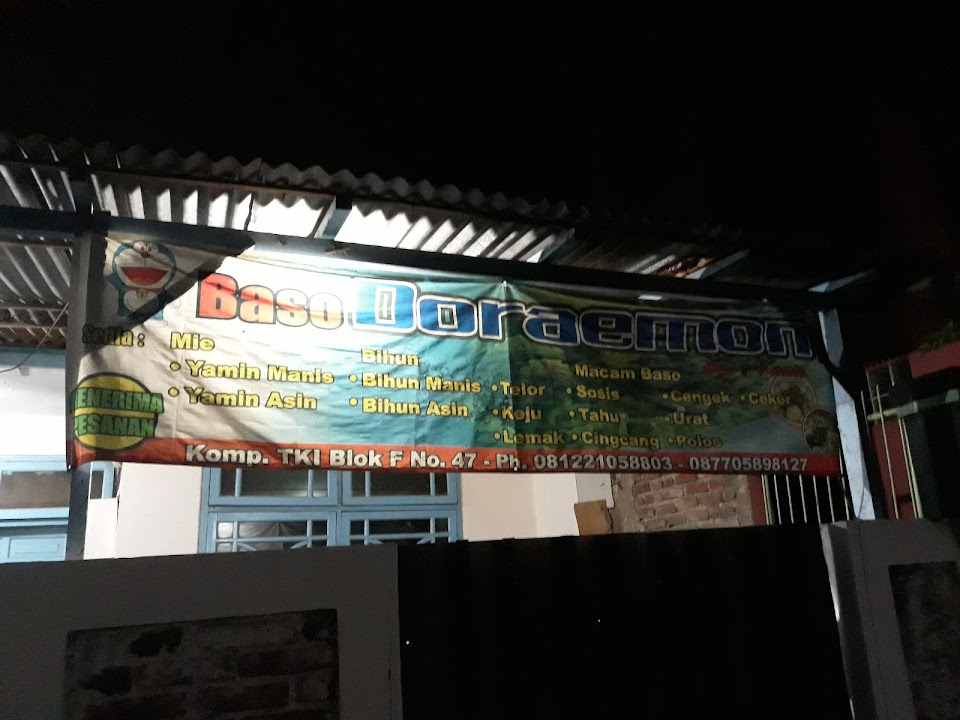 Baso Doraemon
Sedia :
Mie
• Yamin Manis
• Yamin Asin
Bihun
• Bihun Manis
• Bihun Asin
Macam Baso
• Telor • Sosis • Cengek • Ceker
• Keju • Tahu • Urat
• Lemak • Cingcang • Polos
MENERIMA
PESANAN
Komp. TKI Blok F No. 47 - Ph. 081221058803 - 087705898127